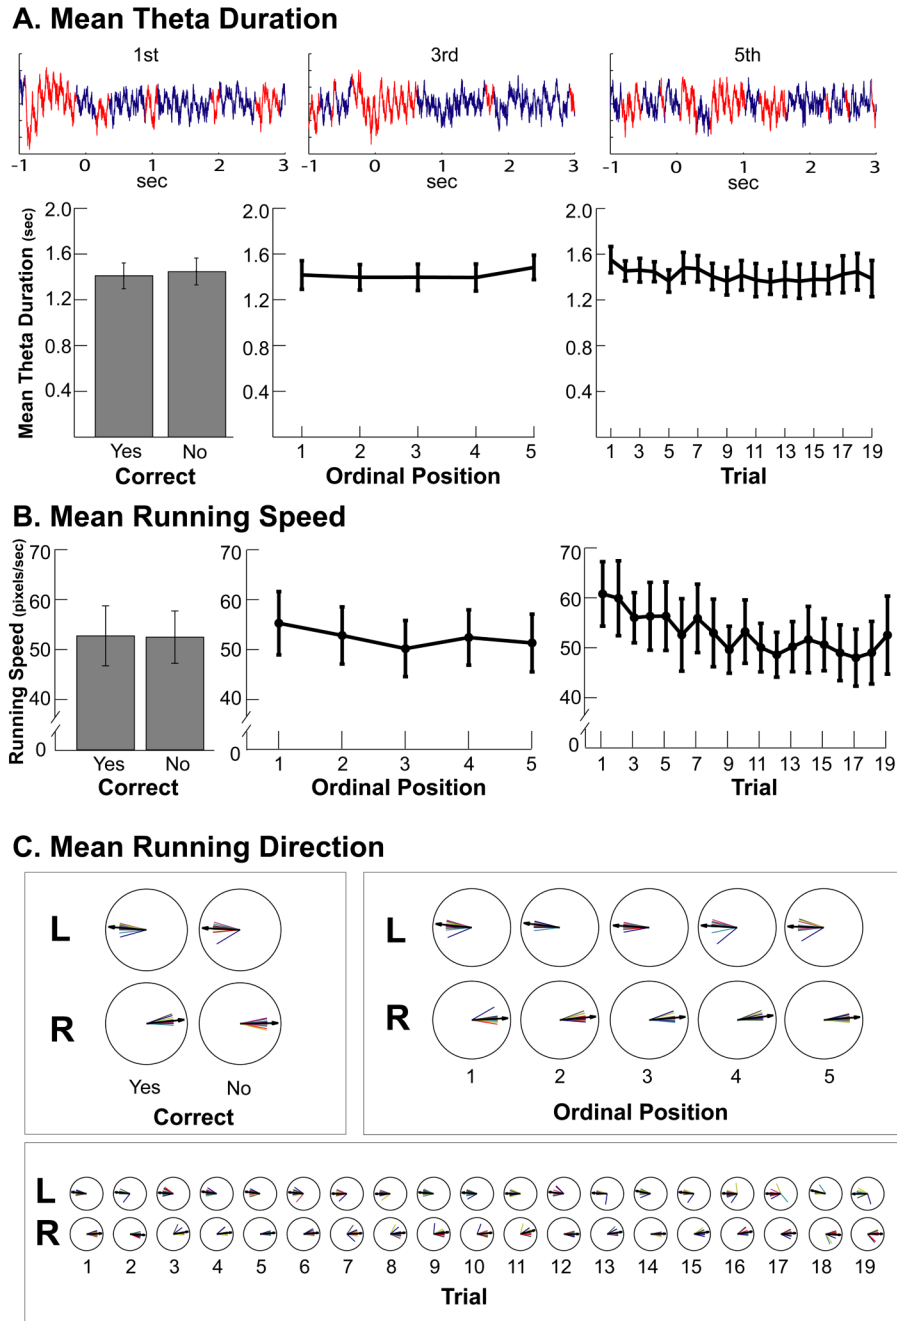 A. Mean Theta Duration
1st 3rd 5th
-1 0 1 2 3 -1 0 1 2 3 -1 0 1 2 3
sec sec sec
Mean Theta Duration (sec)
2.0 2.0 2.0
1.6 1.6 1.6
1.2 1.2 1.2
0.8 0.8 0.8
0.4 0.4 0.4
Yes No 1 2 3 4 5 1 3 5 7 9 11 13 15 17 19
Correct Ordinal Position Trial
B. Mean Running Speed
Running Speed (pixels/sec)
70 70 70
60 60 60
50 50 50
40 40 40
0 0 0
Yes No 1 2 3 4 5 1 3 5 7 9 11 13 15 17 19
Correct Ordinal Position Trial
C. Mean Running Direction
L L
R R
Yes No 1 2 3 4 5
Correct Ordinal Position
L
R
1 2 3 4 5 6 7 8 9 10 11 12 13 14 15 16 17 18 19
Trial